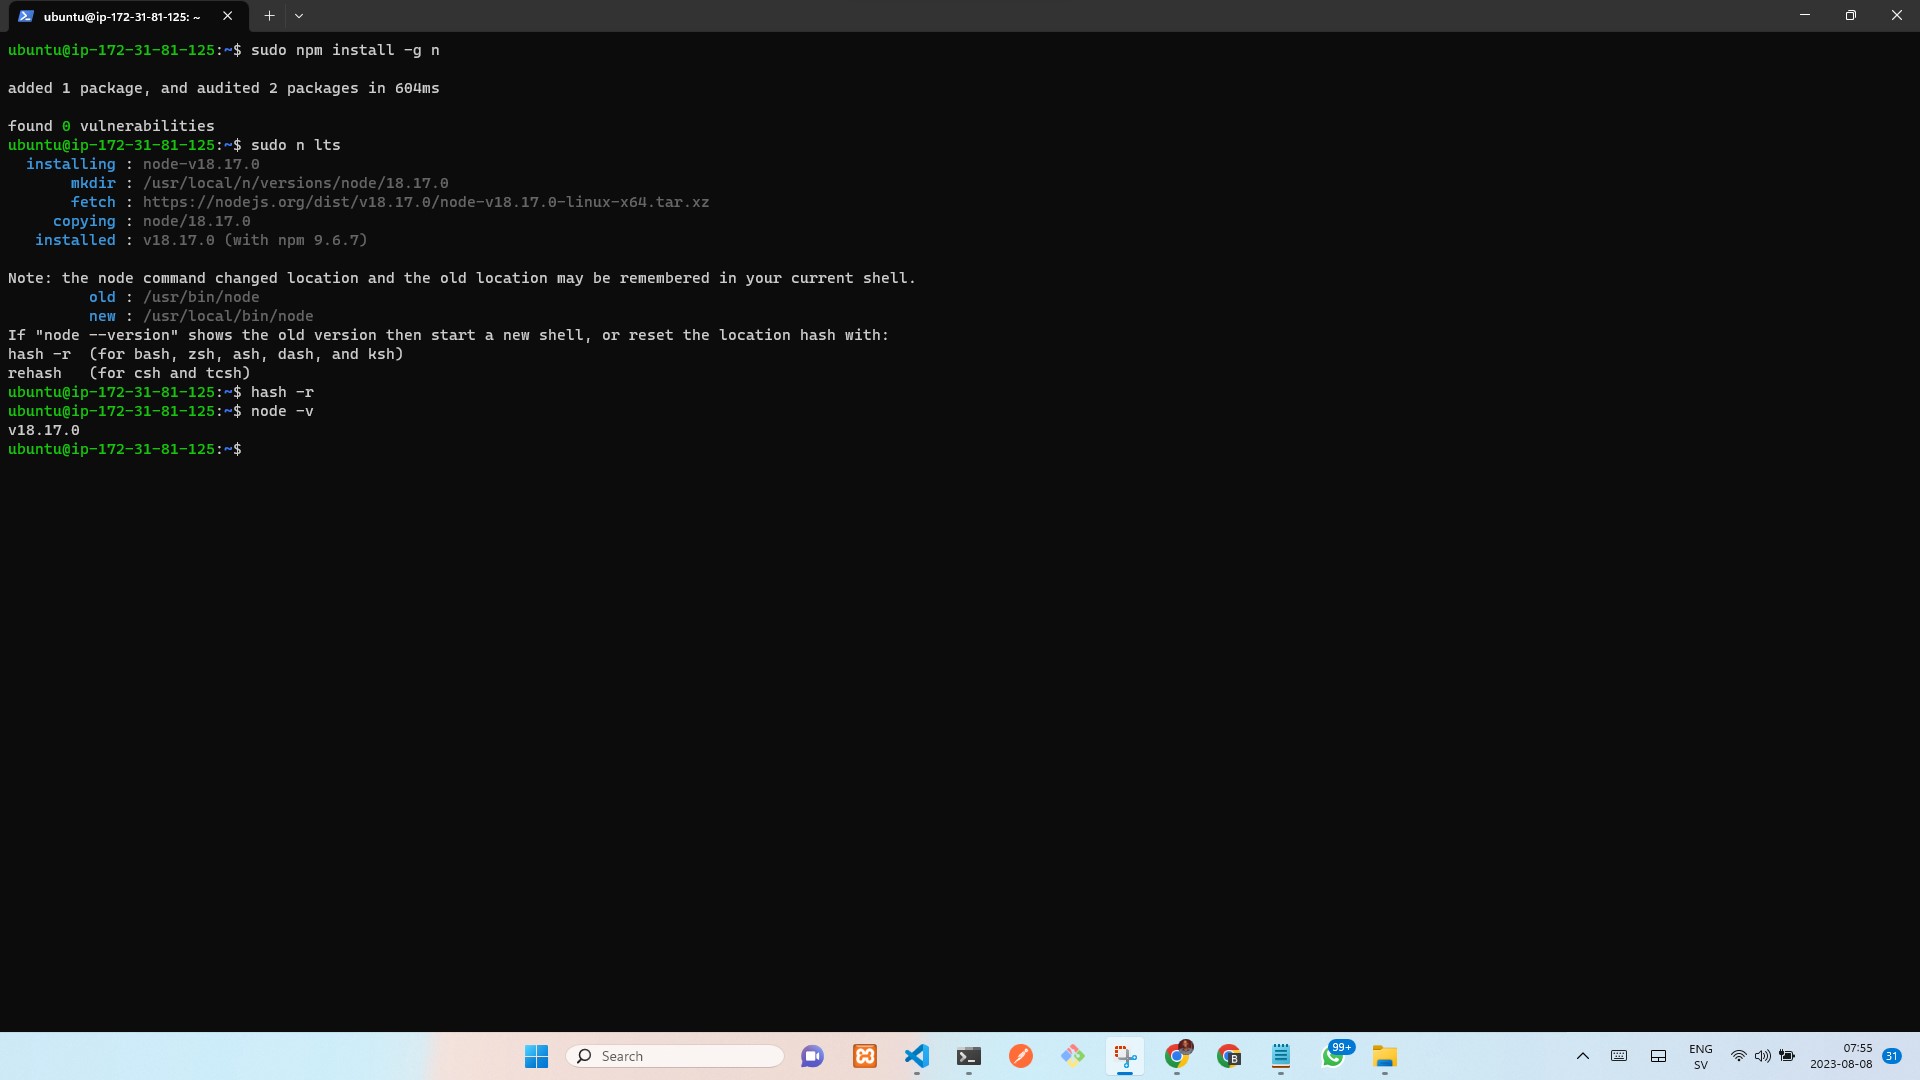 ubuntu@ip-172-31-81-125: ~
ubuntu@ip-172-31-81-125:~$ sudo npm install -g n
added 1 package, and audited 2 packages in 604ms
found 0 vulnerabilities
ubuntu@ip-172-31-81-125:~$ sudo n lts
installing : node-v18.17.0
mkdir : /usr/local/n/versions/node/18.17.0
fetch : https://nodejs.org/dist/v18.17.0/node-v18.17.0-linux-x64.tar.xz
copying : node/18.17.0
installed : v18.17.0 (with npm 9.6.7)
Note: the node command changed location and the old location may be remembered in your current shell.
old : /usr/bin/node
new : /usr/local/bin/node
If "node --version" shows the old version then start a new shell, or reset the location hash with:
hash -r  (for bash, zsh, ash, dash, and ksh)
rehash   (for csh and tcsh)
ubuntu@ip-172-31-81-125:~$ hash -r
ubuntu@ip-172-31-81-125:~$ node -v
v18.17.0
ubuntu@ip-172-31-81-125:~$
Search
B
99+
ENG
SV
07:55
2023-08-08
31